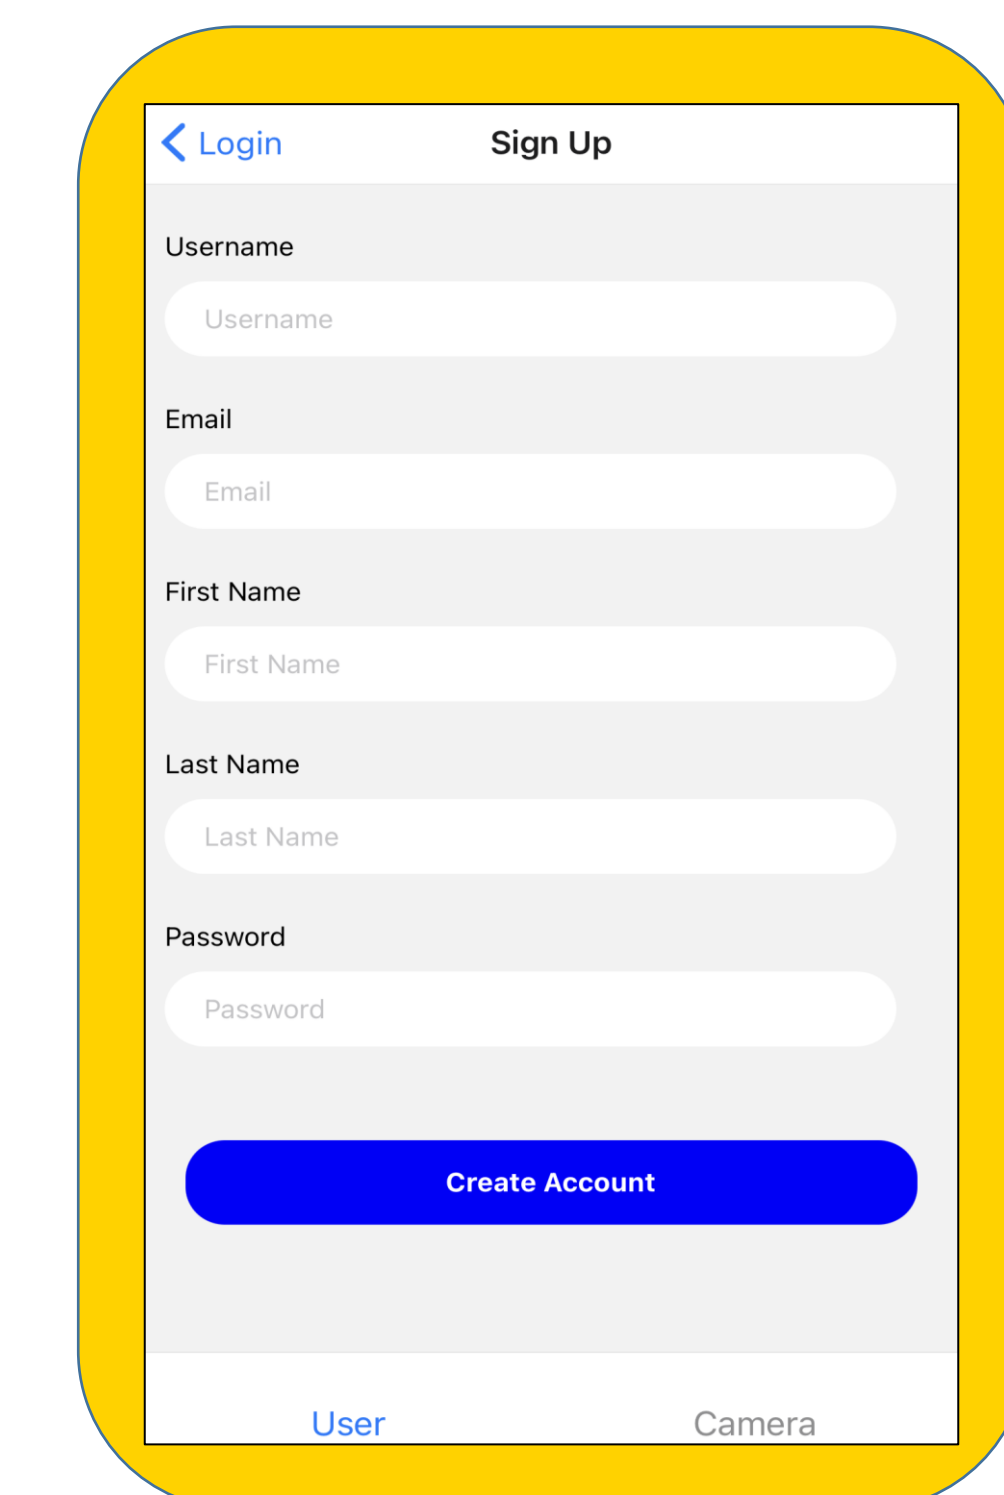 Login Sign Up
Username
Username
Email
Email
First Name
First Name
Last Name
Last Name
Password
Password
Create Account
User Camera